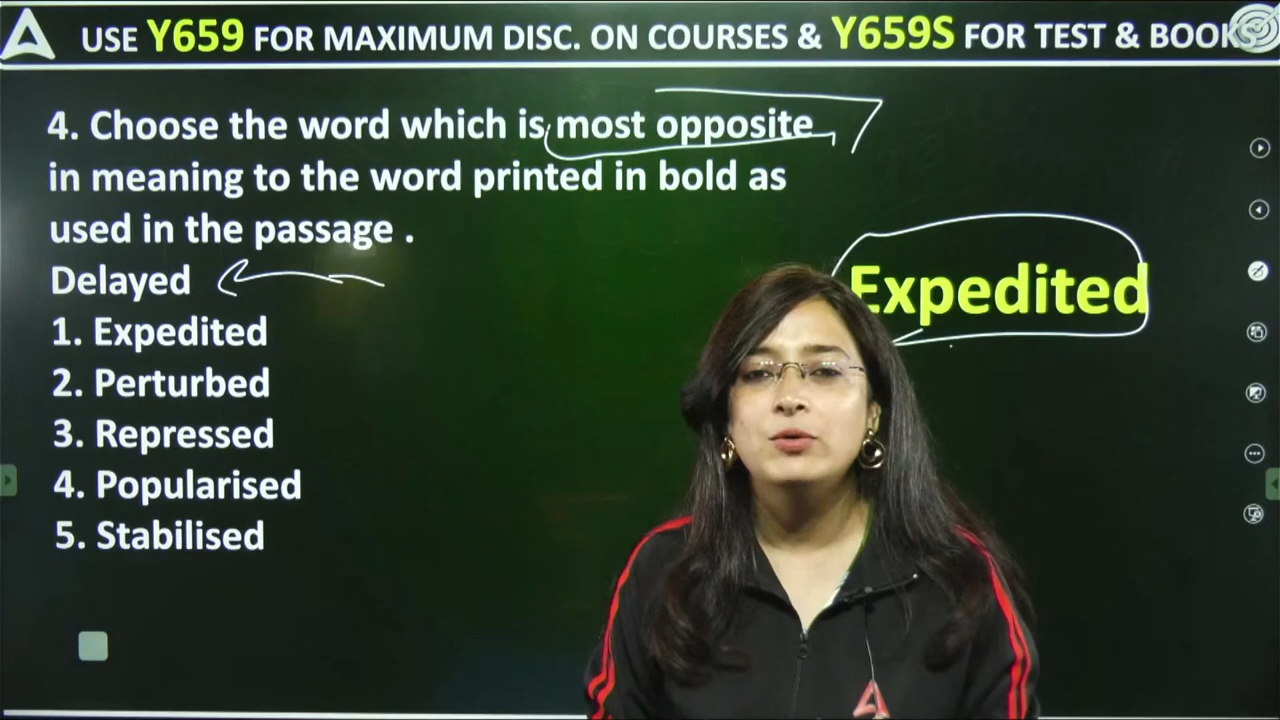 USE Y659 FOR MAXIMUM DISC. ON COURSES & Y659S FOR TEST & BOOKS
4. Choose the word which is most opposite
in meaning to the word printed in bold as
used in the passage .
Delayed
1. Expedited
2. Perturbed
3. Repressed
4. Popularised
5. Stabilised
Expedited